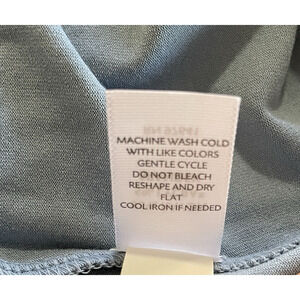 MACHINE WASH COLD
WITH LIKE COLORS
GENTLE CYCLE
DO NOT BLEACH
RESHAPE AND DRY
FLAT
COOL IRON IF NEEDED